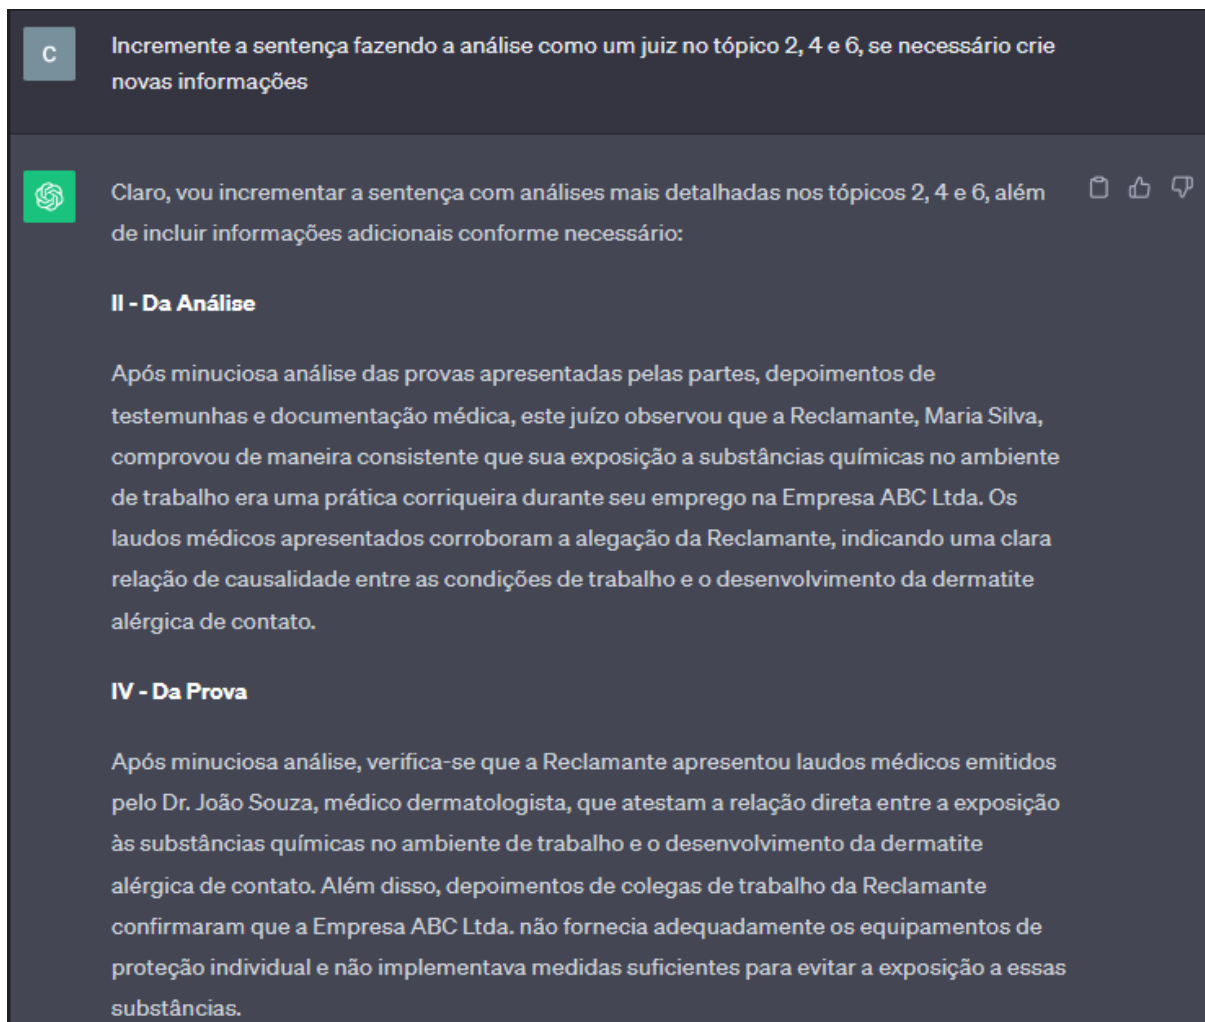 C
Incremente a sentença fazendo a análise como um juiz no tópico 2, 4 e 6, se necessário crie
novas informações
Claro, vou incrementar a sentença com análises mais detalhadas nos tópicos 2, 4 e 6, além
de incluir informações adicionais conforme necessário:
II - Da Análise
Após minuciosa análise das provas apresentadas pelas partes, depoimentos de
testemunhas e documentação médica, este juízo observou que a Reclamante, Maria Silva,
comprovou de maneira consistente que sua exposição a substâncias químicas no ambiente
de trabalho era uma prática corriqueira durante seu emprego na Empresa ABC Ltda. Os
laudos médicos apresentados corroboram a alegação da Reclamante, indicando uma clara
relação de causalidade entre as condições de trabalho e o desenvolvimento da dermatite
alérgica de contato.
IV - Da Prova
Após minuciosa análise, verifica-se que a Reclamante apresentou laudos médicos emitidos
pelo Dr. João Souza, médico dermatologista, que atestam a relação direta entre a exposição
às substâncias químicas no ambiente de trabalho e o desenvolvimento da dermatite
alérgica de contato. Além disso, depoimentos de colegas de trabalho da Reclamante
confirmaram que a Empresa ABC Ltda. não fornecia adequadamente os equipamentos de
proteção individual e não implementava medidas suficientes para evitar a exposição a essas
substâncias.